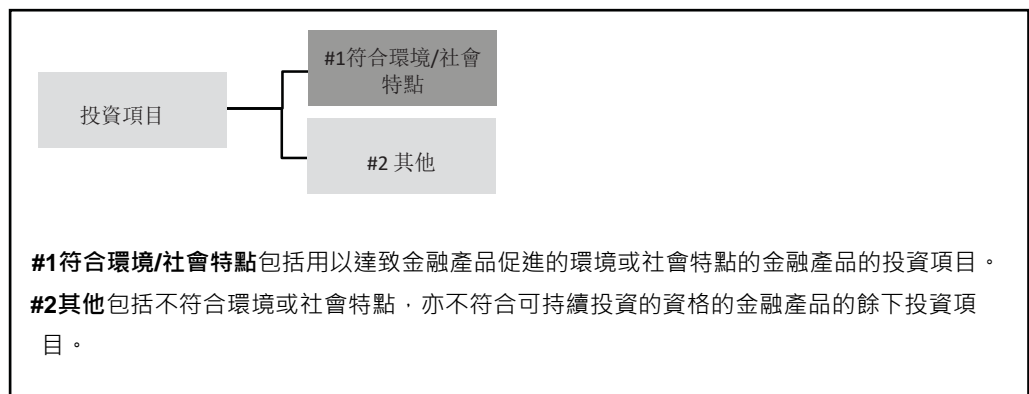 #1符合環境/社會
特點
投資項目
#2 其他
#1符合環境/社會特點包括用以達致金融產品促進的環境或社會特點的金融產品的投資項目。
#2其他包括不符合環境或社會特點，亦不符合可持續投資的資格的金融產品的餘下投資項
目。